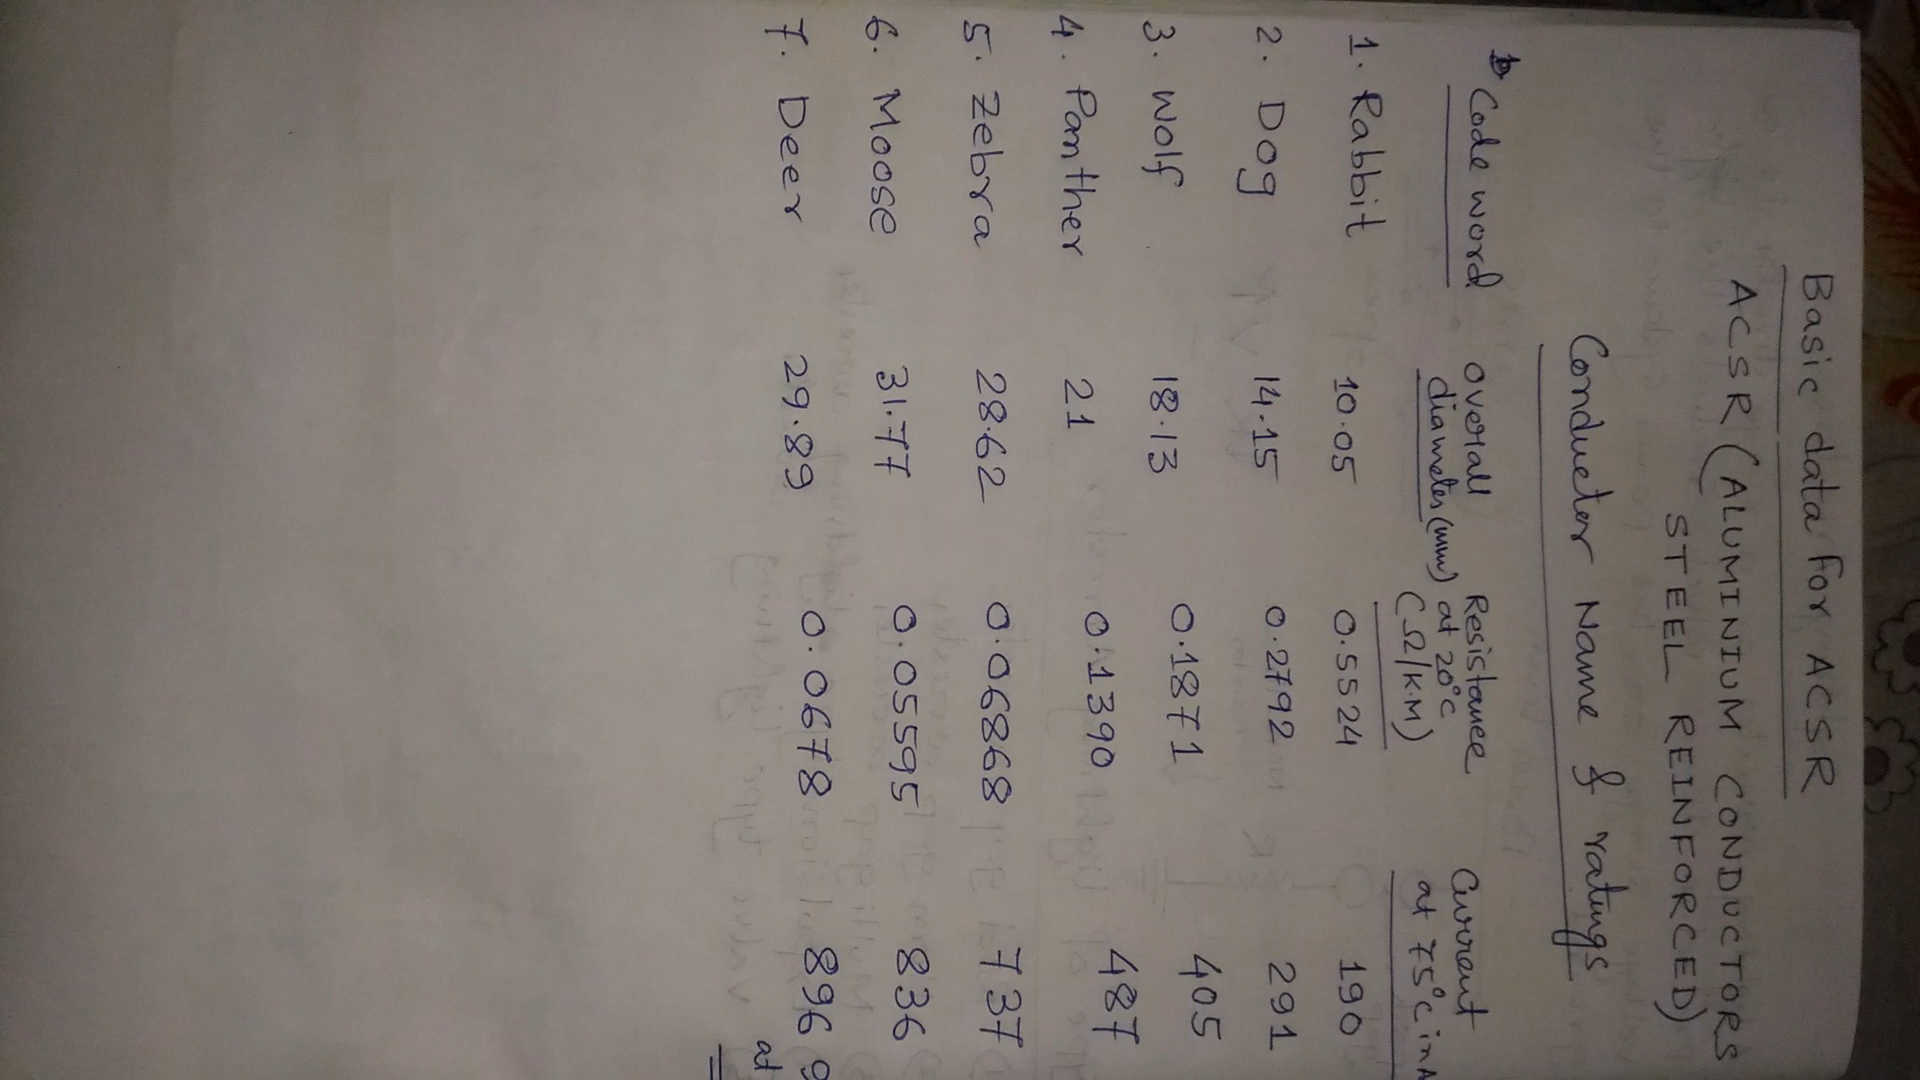 Basic data for ACSR
ACSR (ALUMINIUM CONDUCTORS
STEEL REINFORCED)
Conductor Name & ratings
Code word Overall diameter (mm) Resistance at 20°C (Ω/K.M) Current at 75°C in A
1. Rabbit 10.05 0.5524 190
2. Dog 14.15 0.2792 291
3. Wolf 18.13 0.1871 405
4. Panther 21 0.1390 487
5. Zebra 28.62 0.06868 737
6. Moose 31.77 0.05595 836
7. Deer 29.89 0.0678 896 9
at